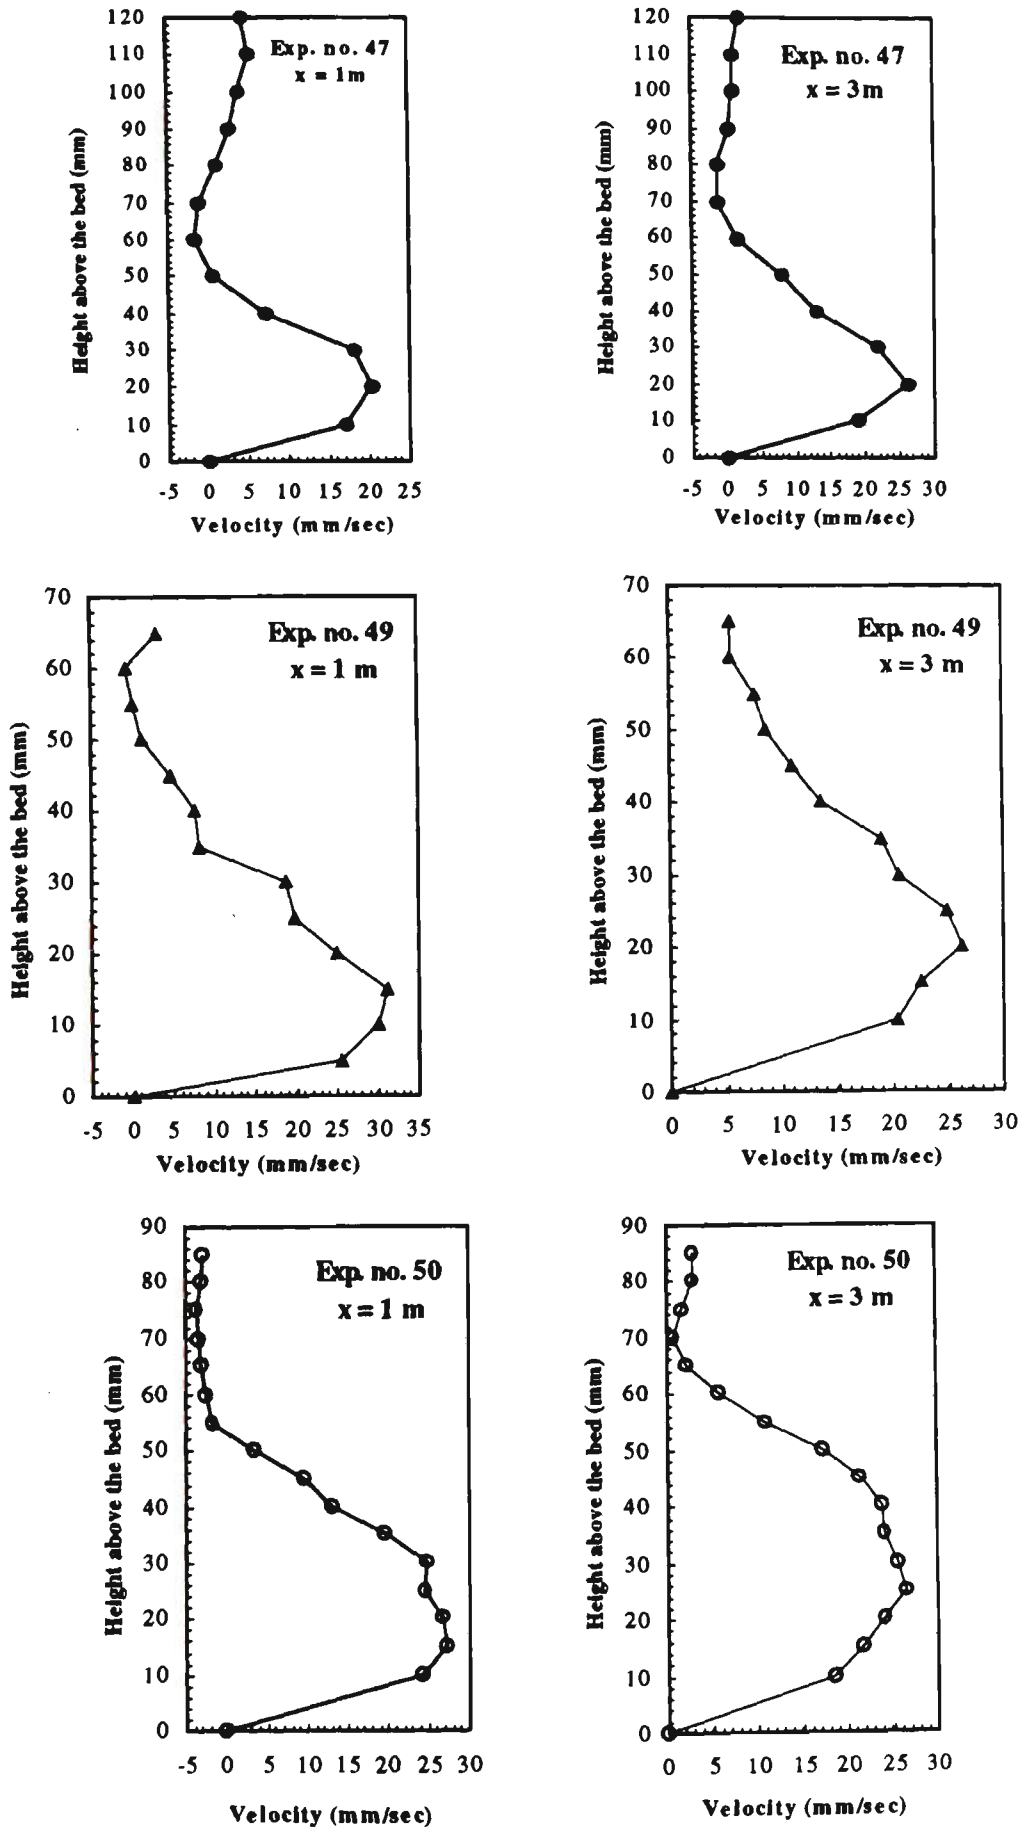 120
110
100
90
80
70
60
50
40
30
20
10
0
Height above the bed (mm)
Exp. no. 47
x = 1m
-5 0 5 10 15 20 25
Velocity (mm/sec)
120
110
100
90
80
70
60
50
40
30
20
10
0
Height above the bed (mm)
Exp. no. 47
x = 3m
-5 0 5 10 15 20 25 30
Velocity (mm/sec)
70
60
50
40
30
20
10
0
Height above the bed (mm)
Exp. no. 49
x = 1 m
-5 0 5 10 15 20 25 30 35
Velocity (mm/sec)
70
60
50
40
30
20
10
0
Height above the bed (mm)
Exp. no. 49
x = 3 m
0 5 10 15 20 25 30
Velocity (mm/sec)
90
80
70
60
50
40
30
20
10
0
Height above the bed (mm)
Exp. no. 50
x = 1 m
-5 0 5 10 15 20 25 30
Velocity (mm/sec)
90
80
70
60
50
40
30
20
10
0
Height above the bed (mm)
Exp. no. 50
x = 3 m
0 5 10 15 20 25 30
Velocity (mm/sec)